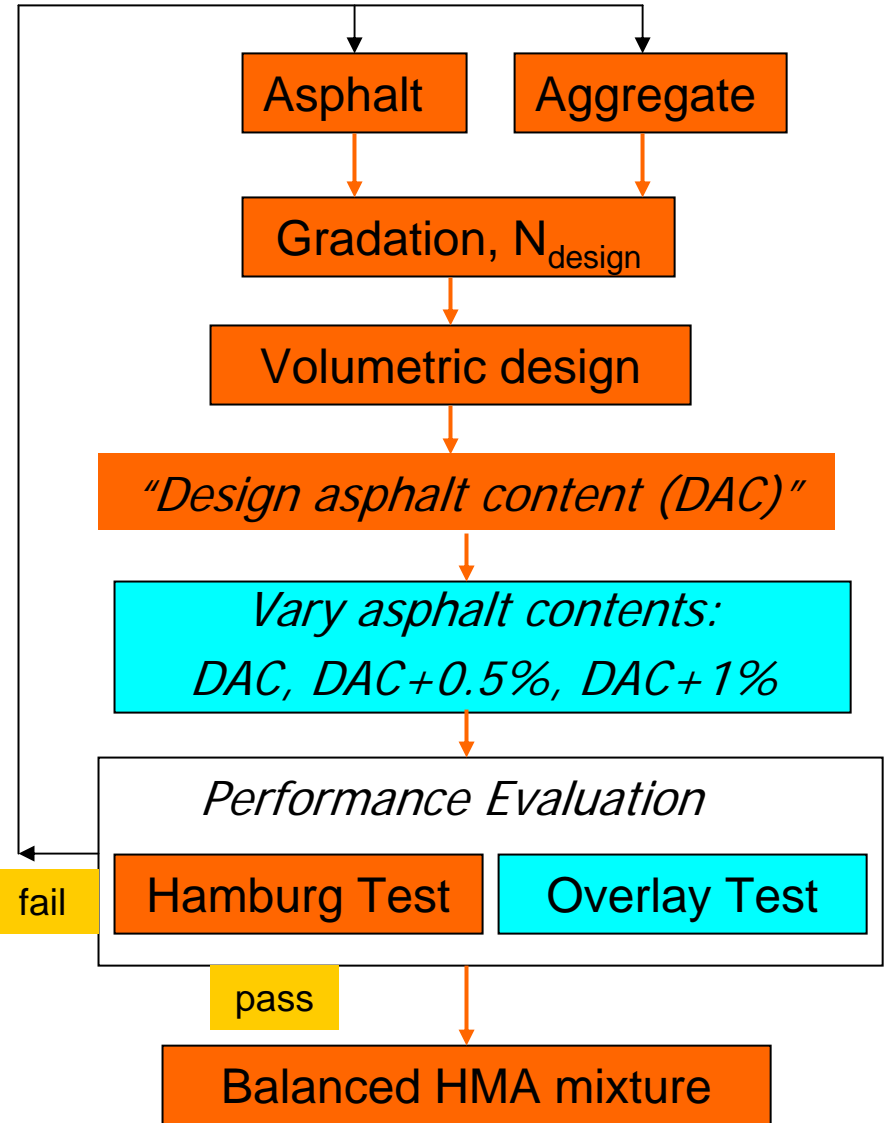 Asphalt
Aggregate
Gradation, Ndesign
Volumetric design
“Design asphalt content (DAC)”
Vary asphalt contents:
DAC, DAC+0.5%, DAC+1%
Performance Evaluation
Hamburg Test
Overlay Test
fail
pass
Balanced HMA mixture